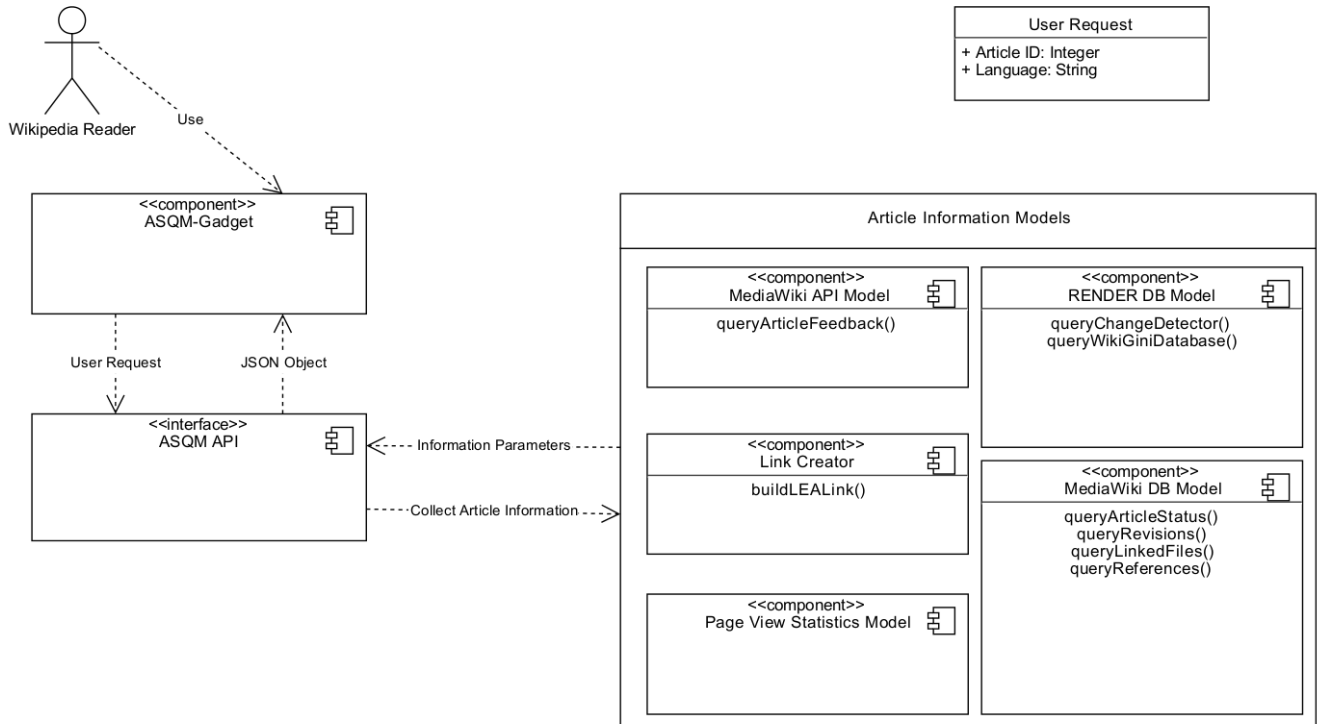 User Request
+ Article ID: Integer
+ Language: String
Wikipedia Reader
Use
<<component>>
ASQM-Gadget
User Request
JSON Object
<<interface>>
ASQM API
Information Parameters
Collect Article Information
Article Information Models
<<component>>
MediaWiki API Model
queryArticleFeedback()
<<component>>
RENDER DB Model
queryChangeDetector()
queryWikiGiniDatabase()
<<component>>
Link Creator
buildLEALink()
<<component>>
MediaWiki DB Model
queryArticleStatus()
queryRevisions()
queryLinkedFiles()
queryReferences()
<<component>>
Page View Statistics Model